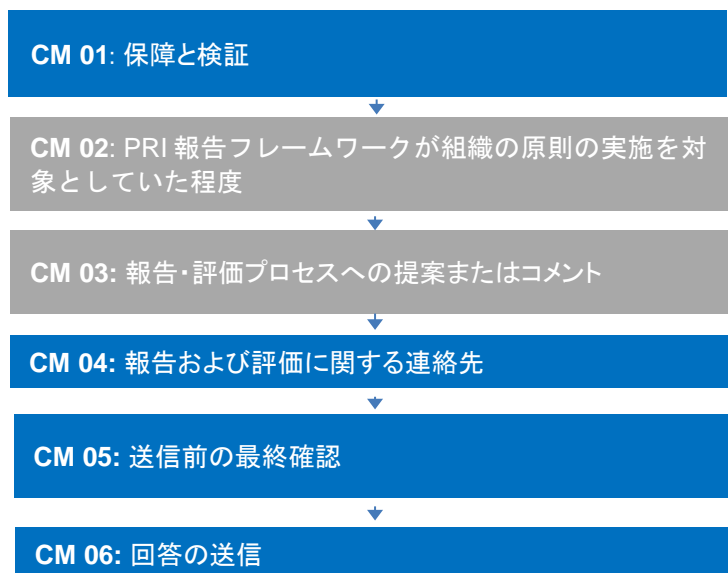 CM 01: 保障と検証
CM 02: PRI 報告フレームワークが組織の原則の実施を対
象としていた程度
CM 03: 報告・評価プロセスへの提案またはコメント
CM 04: 報告および評価に関する連絡先
CM 05: 送信前の最終確認
CM 06: 回答の送信